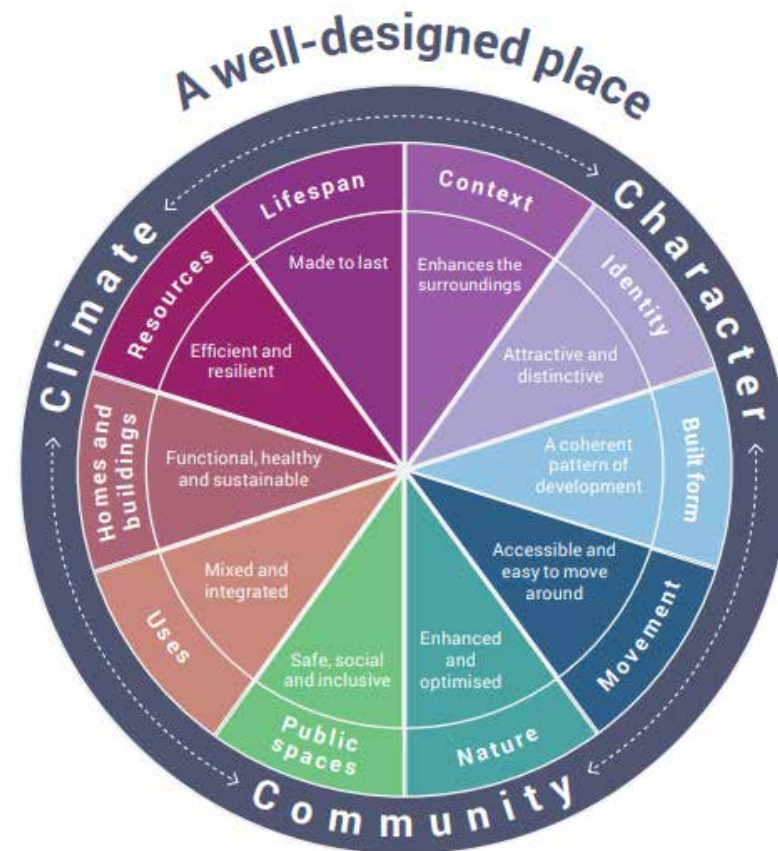 A well-designed place
Climate
Character
Community
Context
Enhances the
surroundings
Identity
Attractive and
distinctive
Built form
A coherent
pattern of
development
Movement
Accessible and
easy to move
around
Nature
Enhanced
and
optimised
Public
spaces
Safe, social
and inclusive
Uses
Mixed and
integrated
Homes and
buildings
Functional, healthy
and sustainable
Resources
Efficient and
resilient
Lifespan
Made to last